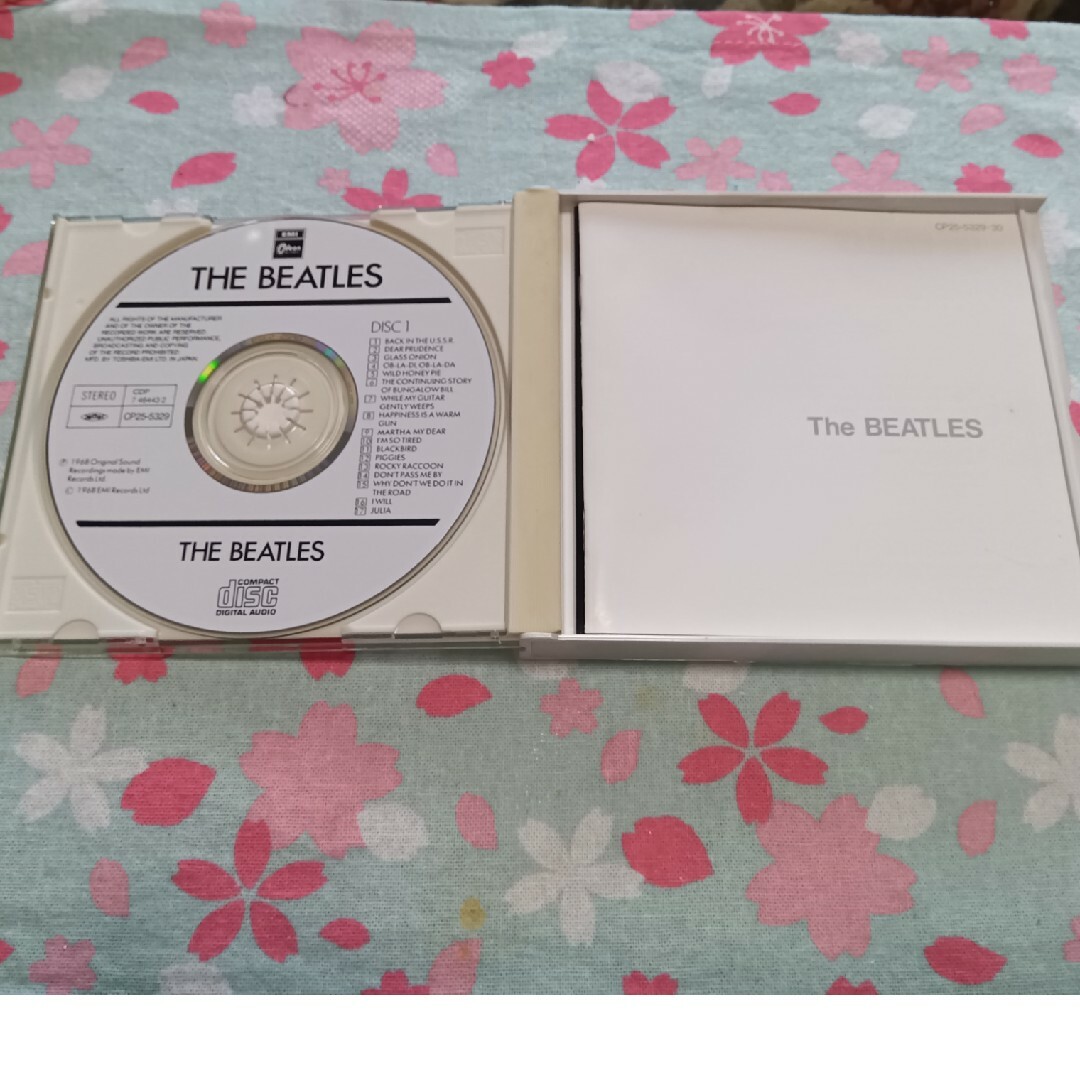 EMI
Odeon
THE BEATLES
ALL RIGHTS OF THE MANUFACTURER
AND OF THE OWNER OF THE
RECORDED WORK ARE RESERVED.
UNAUTHORIZED PUBLIC PERFORMANCE,
BROADCASTING AND COPYING
OF THE RECORD PROHIBITED.
MFD. BY TOSHIBA-EMI LTD. IN JAPAN.
STEREO
CDP
7 46443 2
CP25-5329
℗ 1968 Original Sound
Recordings made by EMI
Records Ltd
© 1968 EMI Records Ltd
DISC 1
1 BACK IN THE U.S.S.R.
2 DEAR PRUDENCE
3 GLASS ONION
4 OB-LA-DI, OB-LA-DA
5 WILD HONEY PIE
6 THE CONTINUING STORY
OF BUNGALOW BILL
7 WHILE MY GUITAR
GENTLY WEEPS
8 HAPPINESS IS A WARM
GUN
9 MARTHA MY DEAR
10 I'M SO TIRED
11 BLACKBIRD
12 PIGGIES
13 ROCKY RACCOON
14 DON'T PASS ME BY
15 WHY DON'T WE DO IT IN
THE ROAD
16 I WILL
17 JULIA
THE BEATLES
COMPACT
disc
DIGITAL AUDIO
CP25-5329·30
The BEATLES